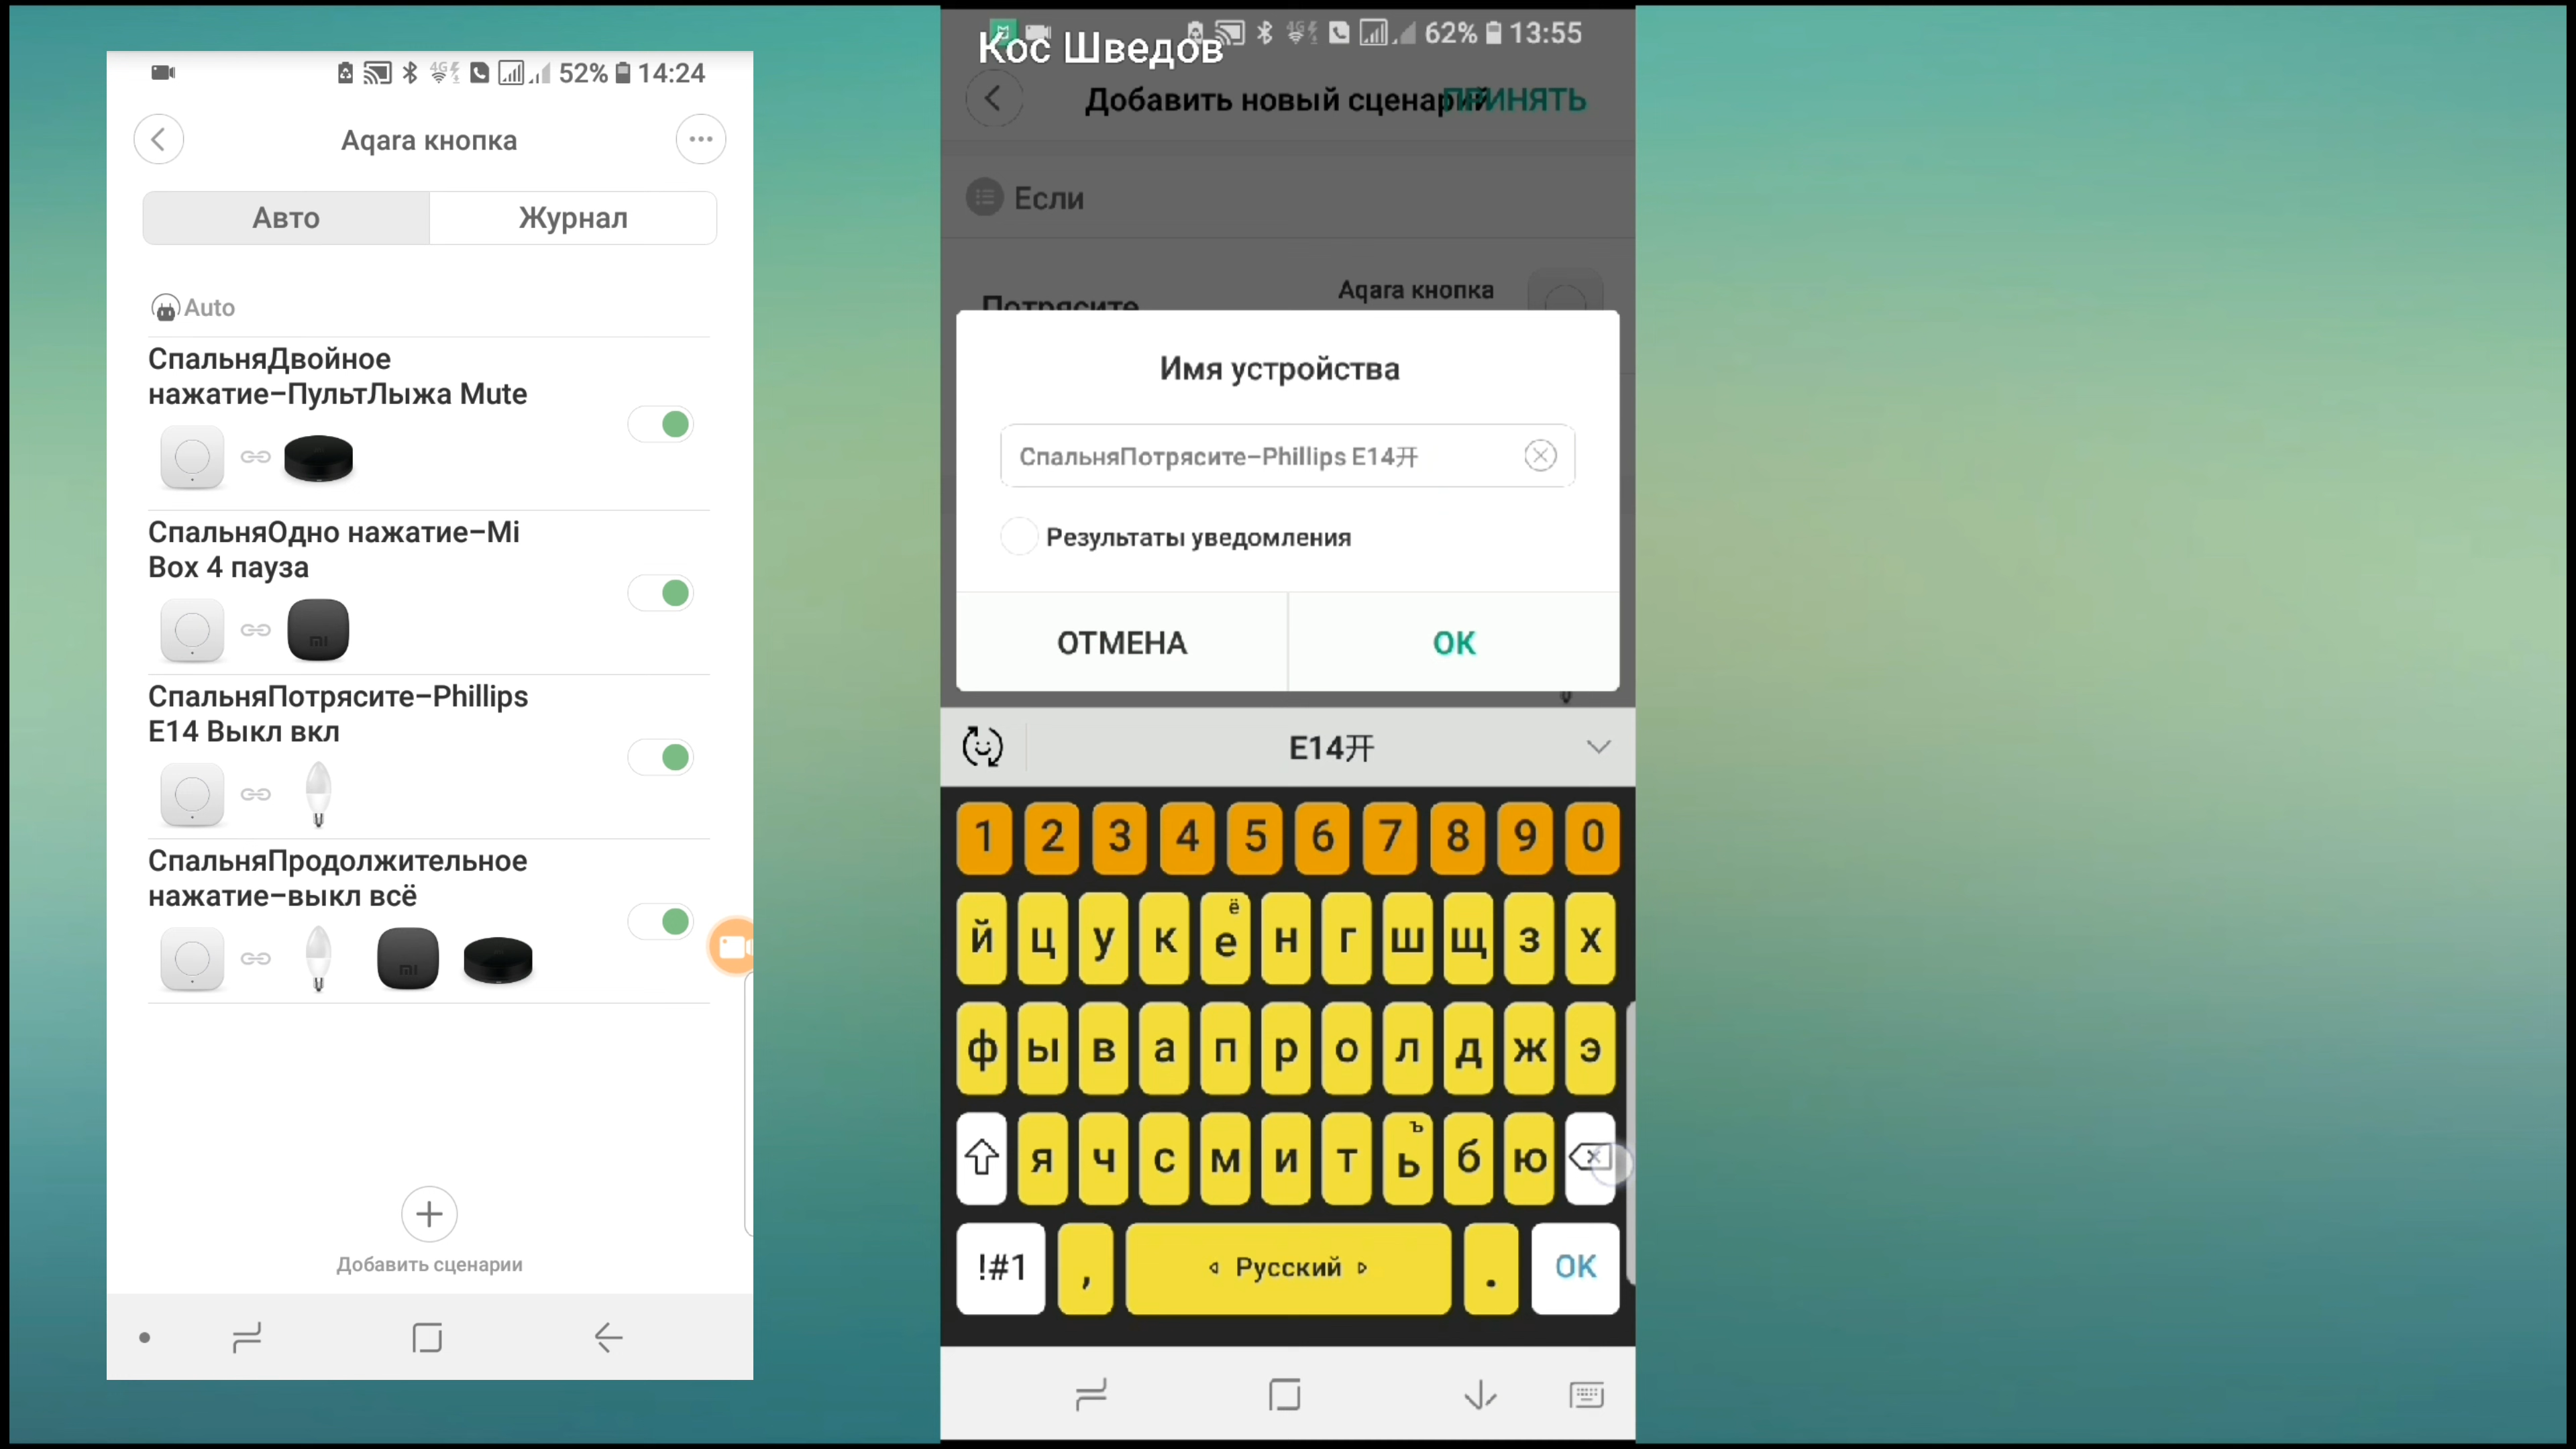 52% 14:24
Aqara кнопка
Авто
Журнал
Auto
СпальняДвойное
нажатие–ПультЛыжа Mute
СпальняОдно нажатие–Mi
Box 4 пауза
СпальняПотрясите–Phillips
E14 Выкл вкл
СпальняПродолжительное
нажатие–выкл всё
Добавить сценарии
62% 13:55
Кос Шведов
Добавить новый сценарий
ПРИНЯТЬ
Если
Aqara кнопка
Потрясите
Имя устройства
СпальняПотрясите–Phillips E14开
Результаты уведомления
ОТМЕНА
ОК
E14开
1 2 3 4 5 6 7 8 9 0
ё
й ц у к е н г ш щ з х
ф ы в а п р о л д ж э
ъ
я ч с м и т ь б ю
!#1 , Русский . OK